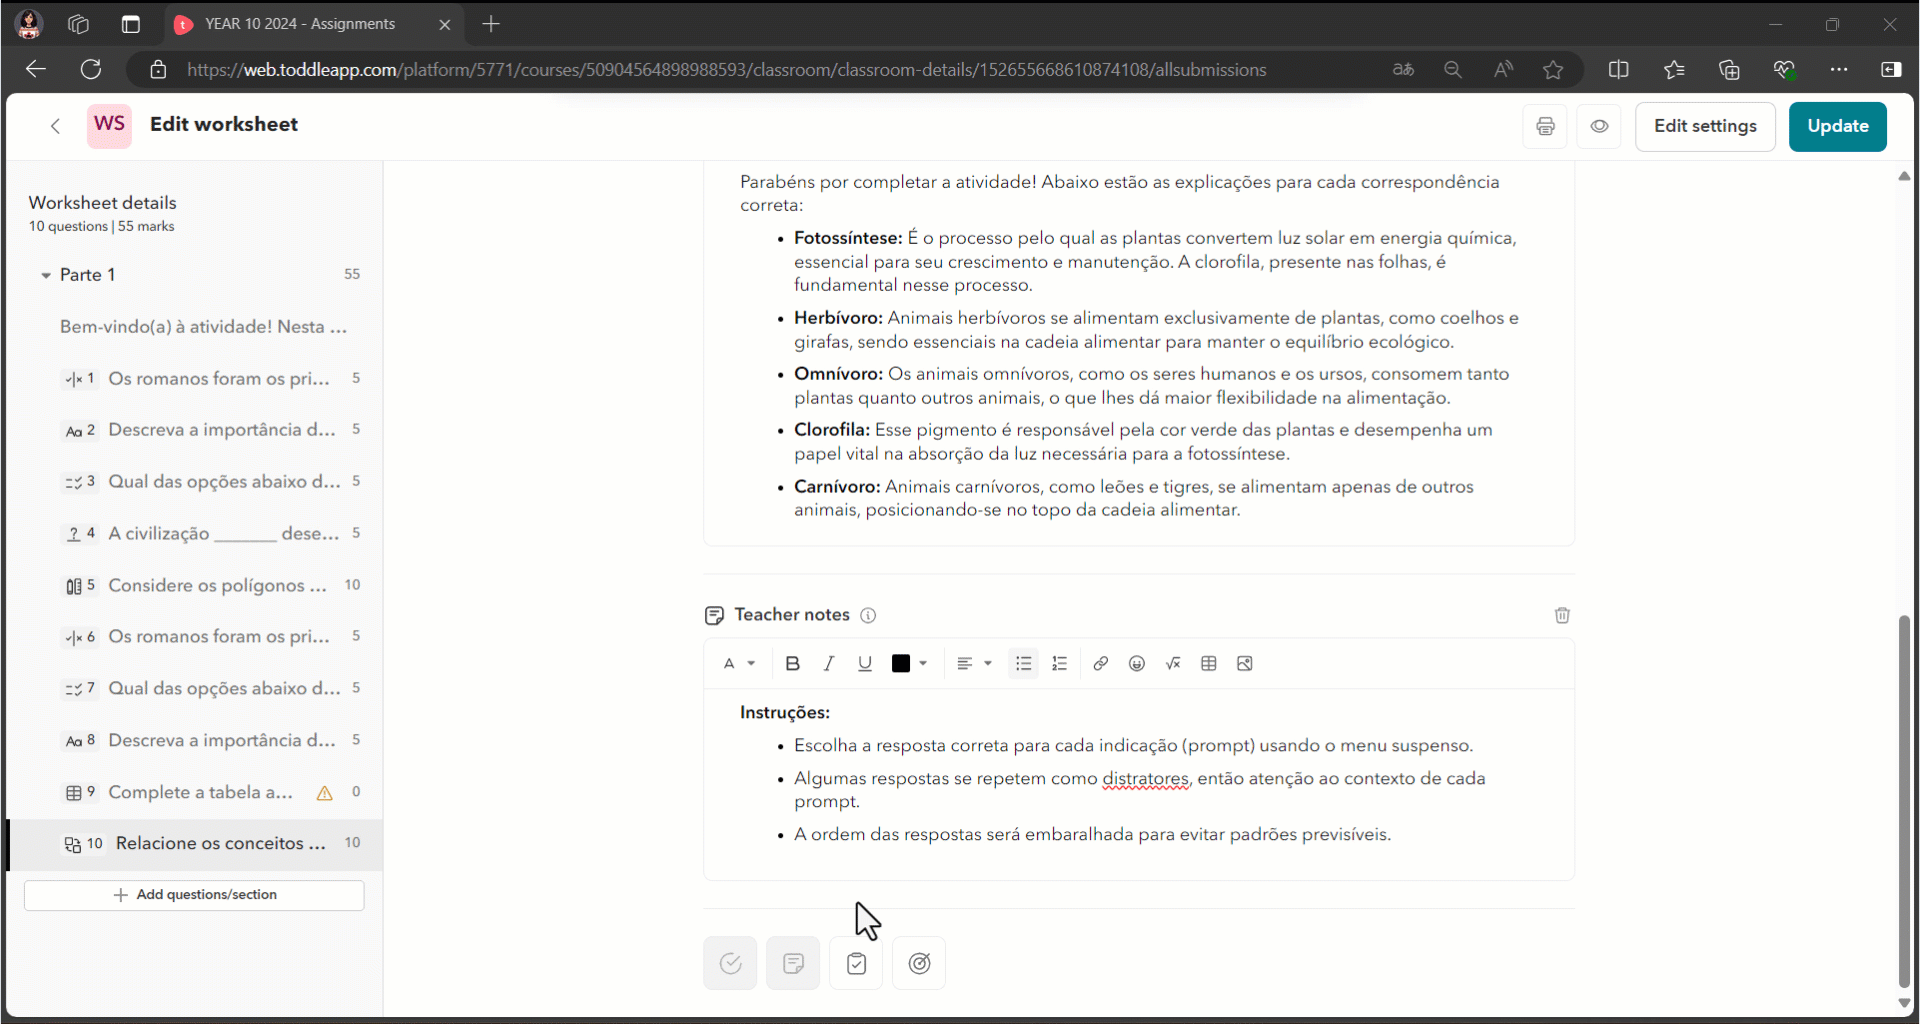 YEAR 10 2024 - Assignments
https://web.toddleapp.com/platform/5771/courses/50904564898988593/classroom/classroom-details/152655668610874108/allsubmissions
WS
Edit worksheet
Edit settings
Update
Worksheet details
10 questions | 55 marks
Parte 1 55
Bem-vindo(a) à atividade! Nesta ...
1 Os romanos foram os pri... 5
Aa 2 Descreva a importância d... 5
3 Qual das opções abaixo d... 5
4 A civilização _______ dese... 5
5 Considere os polígonos ... 10
6 Os romanos foram os pri... 5
7 Qual das opções abaixo d... 5
Aa 8 Descreva a importância d... 5
9 Complete a tabela a... 0
10 Relacione os conceitos ... 10
Add questions/section
Parabéns por completar a atividade! Abaixo estão as explicações para cada correspondência
correta:
• Fotossíntese: É o processo pelo qual as plantas convertem luz solar em energia química,
essencial para seu crescimento e manutenção. A clorofila, presente nas folhas, é
fundamental nesse processo.
• Herbívoro: Animais herbívoros se alimentam exclusivamente de plantas, como coelhos e
girafas, sendo essenciais na cadeia alimentar para manter o equilíbrio ecológico.
• Omnívoro: Os animais omnívoros, como os seres humanos e os ursos, consomem tanto
plantas quanto outros animais, o que lhes dá maior flexibilidade na alimentação.
• Clorofila: Esse pigmento é responsável pela cor verde das plantas e desempenha um
papel vital na absorção da luz necessária para a fotossíntese.
• Carnívoro: Animais carnívoros, como leões e tigres, se alimentam apenas de outros
animais, posicionando-se no topo da cadeia alimentar.
Teacher notes
A B I U
Instruções:
• Escolha a resposta correta para cada indicação (prompt) usando o menu suspenso.
• Algumas respostas se repetem como distratores, então atenção ao contexto de cada
prompt.
• A ordem das respostas será embaralhada para evitar padrões previsíveis.